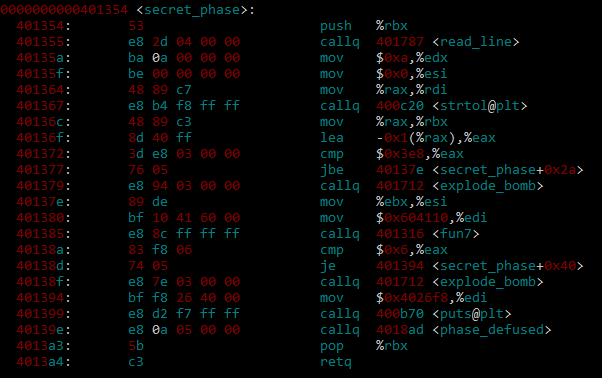 0000000000401354 <secret_phase>:
401354: 53 push %rbx
401355: e8 2d 04 00 00 callq 401787 <read_line>
40135a: ba 0a 00 00 00 mov $0xa,%edx
40135f: be 00 00 00 00 mov $0x0,%esi
401364: 48 89 c7 mov %rax,%rdi
401367: e8 b4 f8 ff ff callq 400c20 <strtol@plt>
40136c: 48 89 c3 mov %rax,%rbx
40136f: 8d 40 ff lea -0x1(%rax),%eax
401372: 3d e8 03 00 00 cmp $0x3e8,%eax
401377: 76 05 jbe 40137e <secret_phase+0x2a>
401379: e8 94 03 00 00 callq 401712 <explode_bomb>
40137e: 89 de mov %ebx,%esi
401380: bf 10 41 60 00 mov $0x604110,%edi
401385: e8 8c ff ff ff callq 401316 <fun7>
40138a: 83 f8 06 cmp $0x6,%eax
40138d: 74 05 je 401394 <secret_phase+0x40>
40138f: e8 7e 03 00 00 callq 401712 <explode_bomb>
401394: bf f8 26 40 00 mov $0x4026f8,%edi
401399: e8 d2 f7 ff ff callq 400b70 <puts@plt>
40139e: e8 0a 05 00 00 callq 4018ad <phase_defused>
4013a3: 5b pop %rbx
4013a4: c3 retq